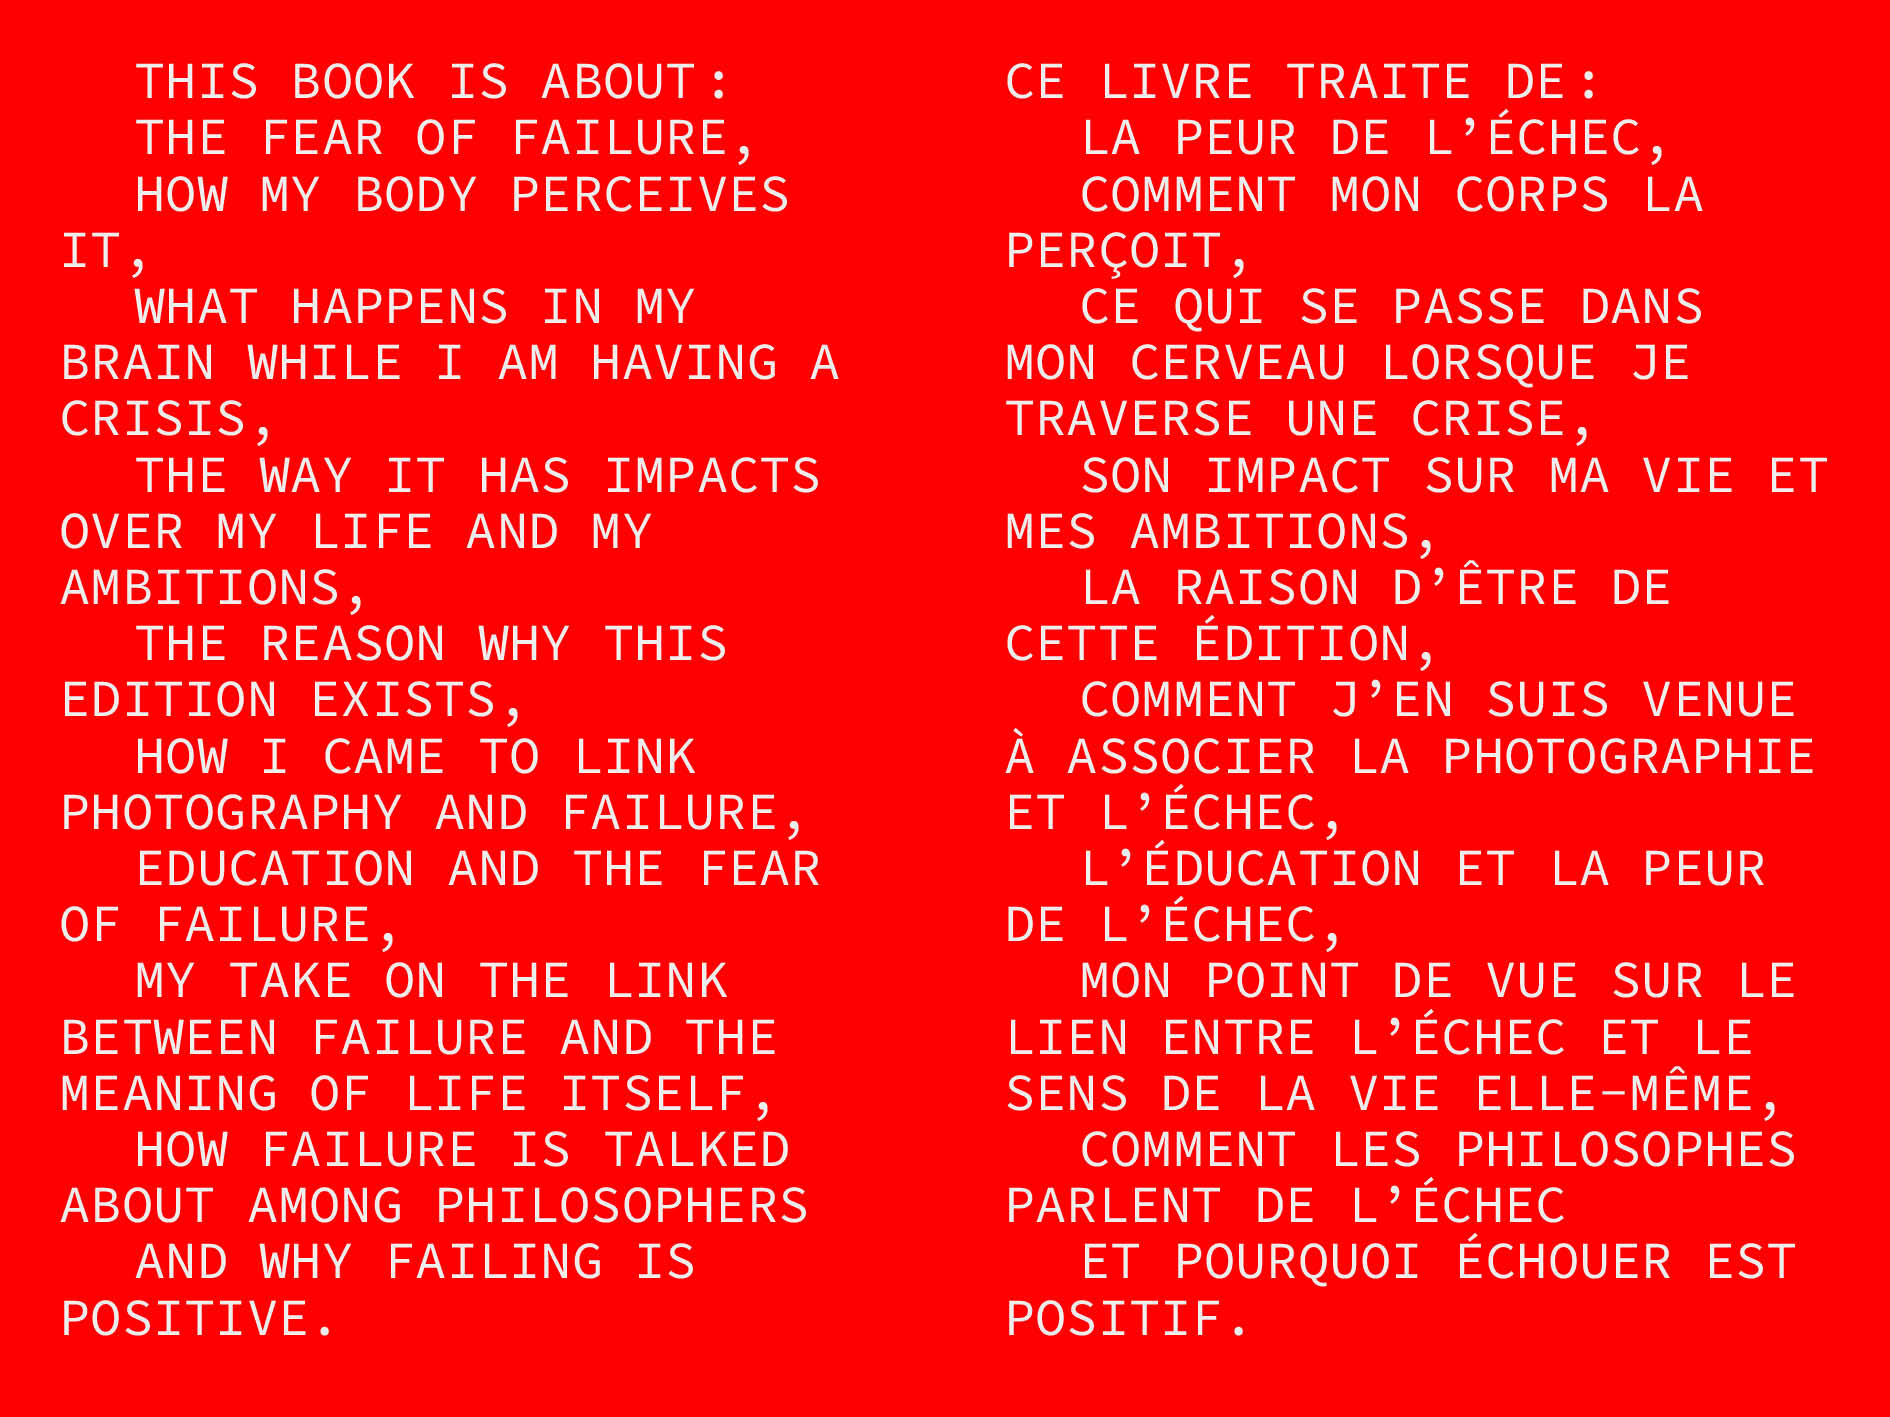 THIS BOOK IS ABOUT:
THE FEAR OF FAILURE,
HOW MY BODY PERCEIVES
IT,
WHAT HAPPENS IN MY
BRAIN WHILE I AM HAVING A
CRISIS,
THE WAY IT HAS IMPACTS
OVER MY LIFE AND MY
AMBITIONS,
THE REASON WHY THIS
EDITION EXISTS,
HOW I CAME TO LINK
PHOTOGRAPHY AND FAILURE,
EDUCATION AND THE FEAR
OF FAILURE,
MY TAKE ON THE LINK
BETWEEN FAILURE AND THE
MEANING OF LIFE ITSELF,
HOW FAILURE IS TALKED
ABOUT AMONG PHILOSOPHERS
AND WHY FAILING IS
POSITIVE.
CE LIVRE TRAITE DE:
LA PEUR DE L’ÉCHEC,
COMMENT MON CORPS LA
PERÇOIT,
CE QUI SE PASSE DANS
MON CERVEAU LORSQUE JE
TRAVERSE UNE CRISE,
SON IMPACT SUR MA VIE ET
MES AMBITIONS,
LA RAISON D’ÊTRE DE
CETTE ÉDITION,
COMMENT J’EN SUIS VENUE
À ASSOCIER LA PHOTOGRAPHIE
ET L’ÉCHEC,
L’ÉDUCATION ET LA PEUR
DE L’ÉCHEC,
MON POINT DE VUE SUR LE
LIEN ENTRE L’ÉCHEC ET LE
SENS DE LA VIE ELLE-MÊME,
COMMENT LES PHILOSOPHES
PARLENT DE L’ÉCHEC
ET POURQUOI ÉCHOUER EST
POSITIF.